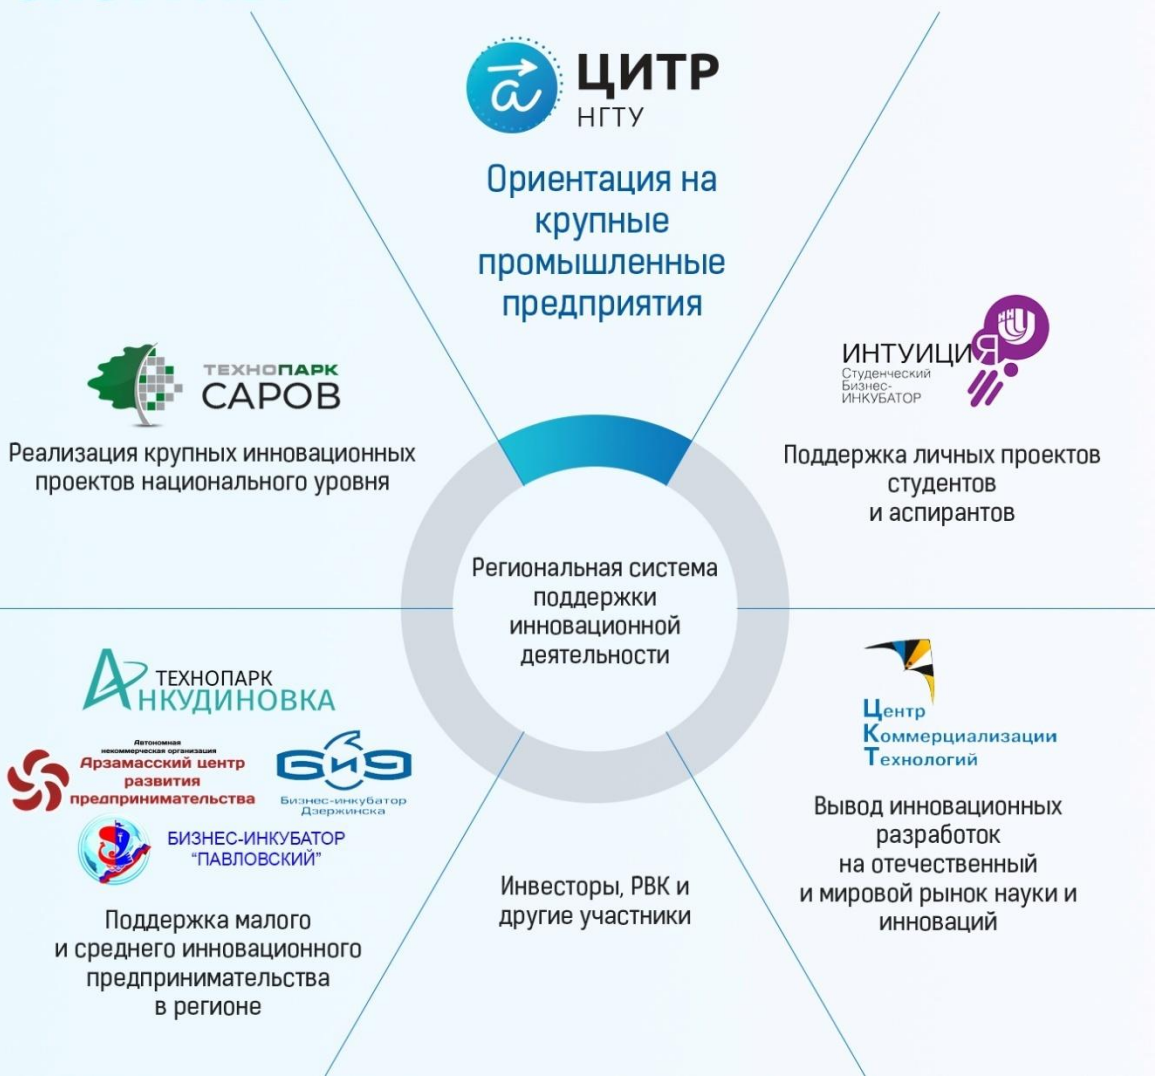 ЦИТР
НГТУ
Ориентация на
крупные
промышленные
предприятия
ТЕХНОПАРК
САРОВ
Реализация крупных инновационных
проектов национального уровня
ИНТУИЦИЯ
ННГУ
Студенческий
Бизнес-
ИНКУБАТОР
Поддержка личных проектов
студентов
и аспирантов
Региональная система
поддержки
инновационной
деятельности
ТЕХНОПАРК
АНКУДИНОВКА
Автономная
некоммерческая организация
Арзамасский центр
развития
предпринимательства
БИД
Бизнес-инкубатор
Дзержинска
БИЗНЕС-ИНКУБАТОР
“ПАВЛОВСКИЙ”
Поддержка малого
и среднего инновационного
предпринимательства
в регионе
Инвесторы, РВК и
другие участники
Центр
Коммерциализации
Технологий
Вывод инновационных
разработок
на отечественный
и мировой рынок науки и
инноваций